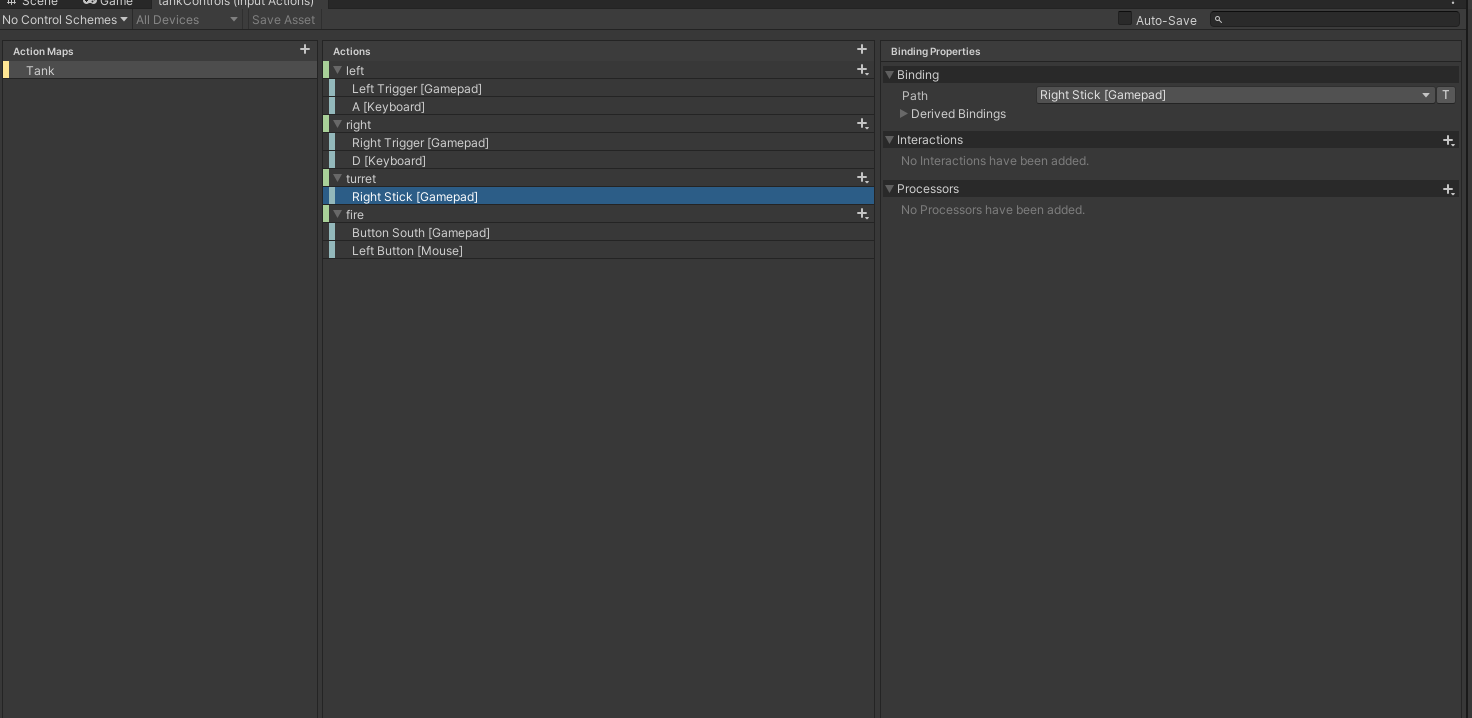 Scene Game tankControls (Input Actions)
No Control Schemes All Devices Save Asset Auto-Save
Action Maps
Tank
Actions
left
Left Trigger [Gamepad]
A [Keyboard]
right
Right Trigger [Gamepad]
D [Keyboard]
turret
Right Stick [Gamepad]
fire
Button South [Gamepad]
Left Button [Mouse]
Binding Properties
Binding
Path Right Stick [Gamepad] T
Derived Bindings
Interactions
No Interactions have been added.
Processors
No Processors have been added.